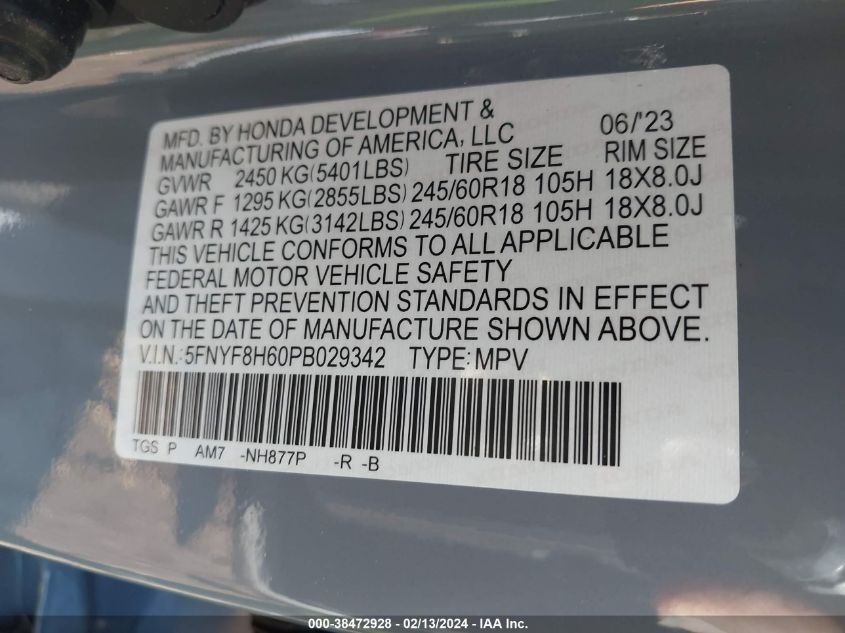 MFD. BY HONDA DEVELOPMENT &
MANUFACTURING OF AMERICA, LLC 06/'23
GVWR 2450 KG(5401LBS) TIRE SIZE RIM SIZE
GAWR F 1295 KG(2855LBS) 245/60R18 105H 18X8.0J
GAWR R 1425 KG(3142LBS) 245/60R18 105H 18X8.0J
THIS VEHICLE CONFORMS TO ALL APPLICABLE
FEDERAL MOTOR VEHICLE SAFETY
AND THEFT PREVENTION STANDARDS IN EFFECT
ON THE DATE OF MANUFACTURE SHOWN ABOVE.
V.I.N.:5FNYF8H60PB029342 TYPE:MPV
TGS P AM7 -NH877P -R -B
000-38472928 - 02/13/2024 - IAA Inc.